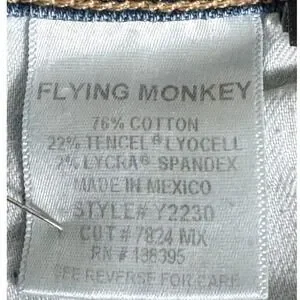 FLYING MONKEY
76% COTTON
22% TENCEL® LYOCELL
2% LYCRA® SPANDEX
MADE IN MEXICO
STYLE# Y2230
CUT # 7824 MX
RN # 138395
SEE REVERSE FOR CARE